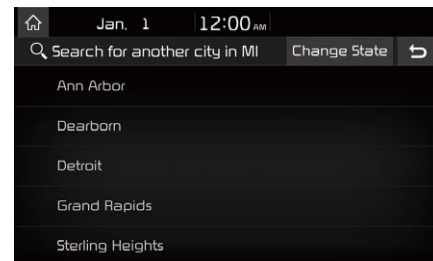 Jan. 1 12:00 AM
Search for another city in MI Change State
Ann Arbor
Dearborn
Detroit
Grand Rapids
Sterling Heights